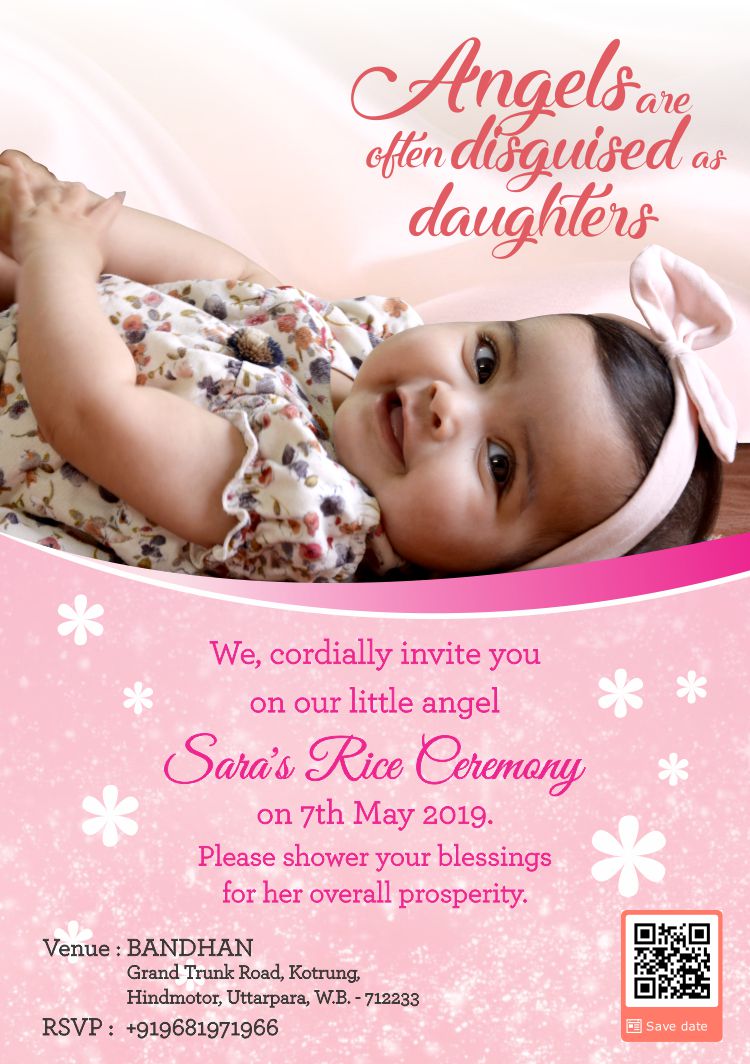 Angels are
often disguised as
daughters
We, cordially invite you
on our little angel
Sara's Rice Ceremony
on 7th May 2019.
Please shower your blessings
for her overall prosperity.
Venue : BANDHAN
Grand Trunk Road, Kotrung,
Hindmotor, Uttarpara, W.B. - 712233
RSVP : +919681971966
Save date